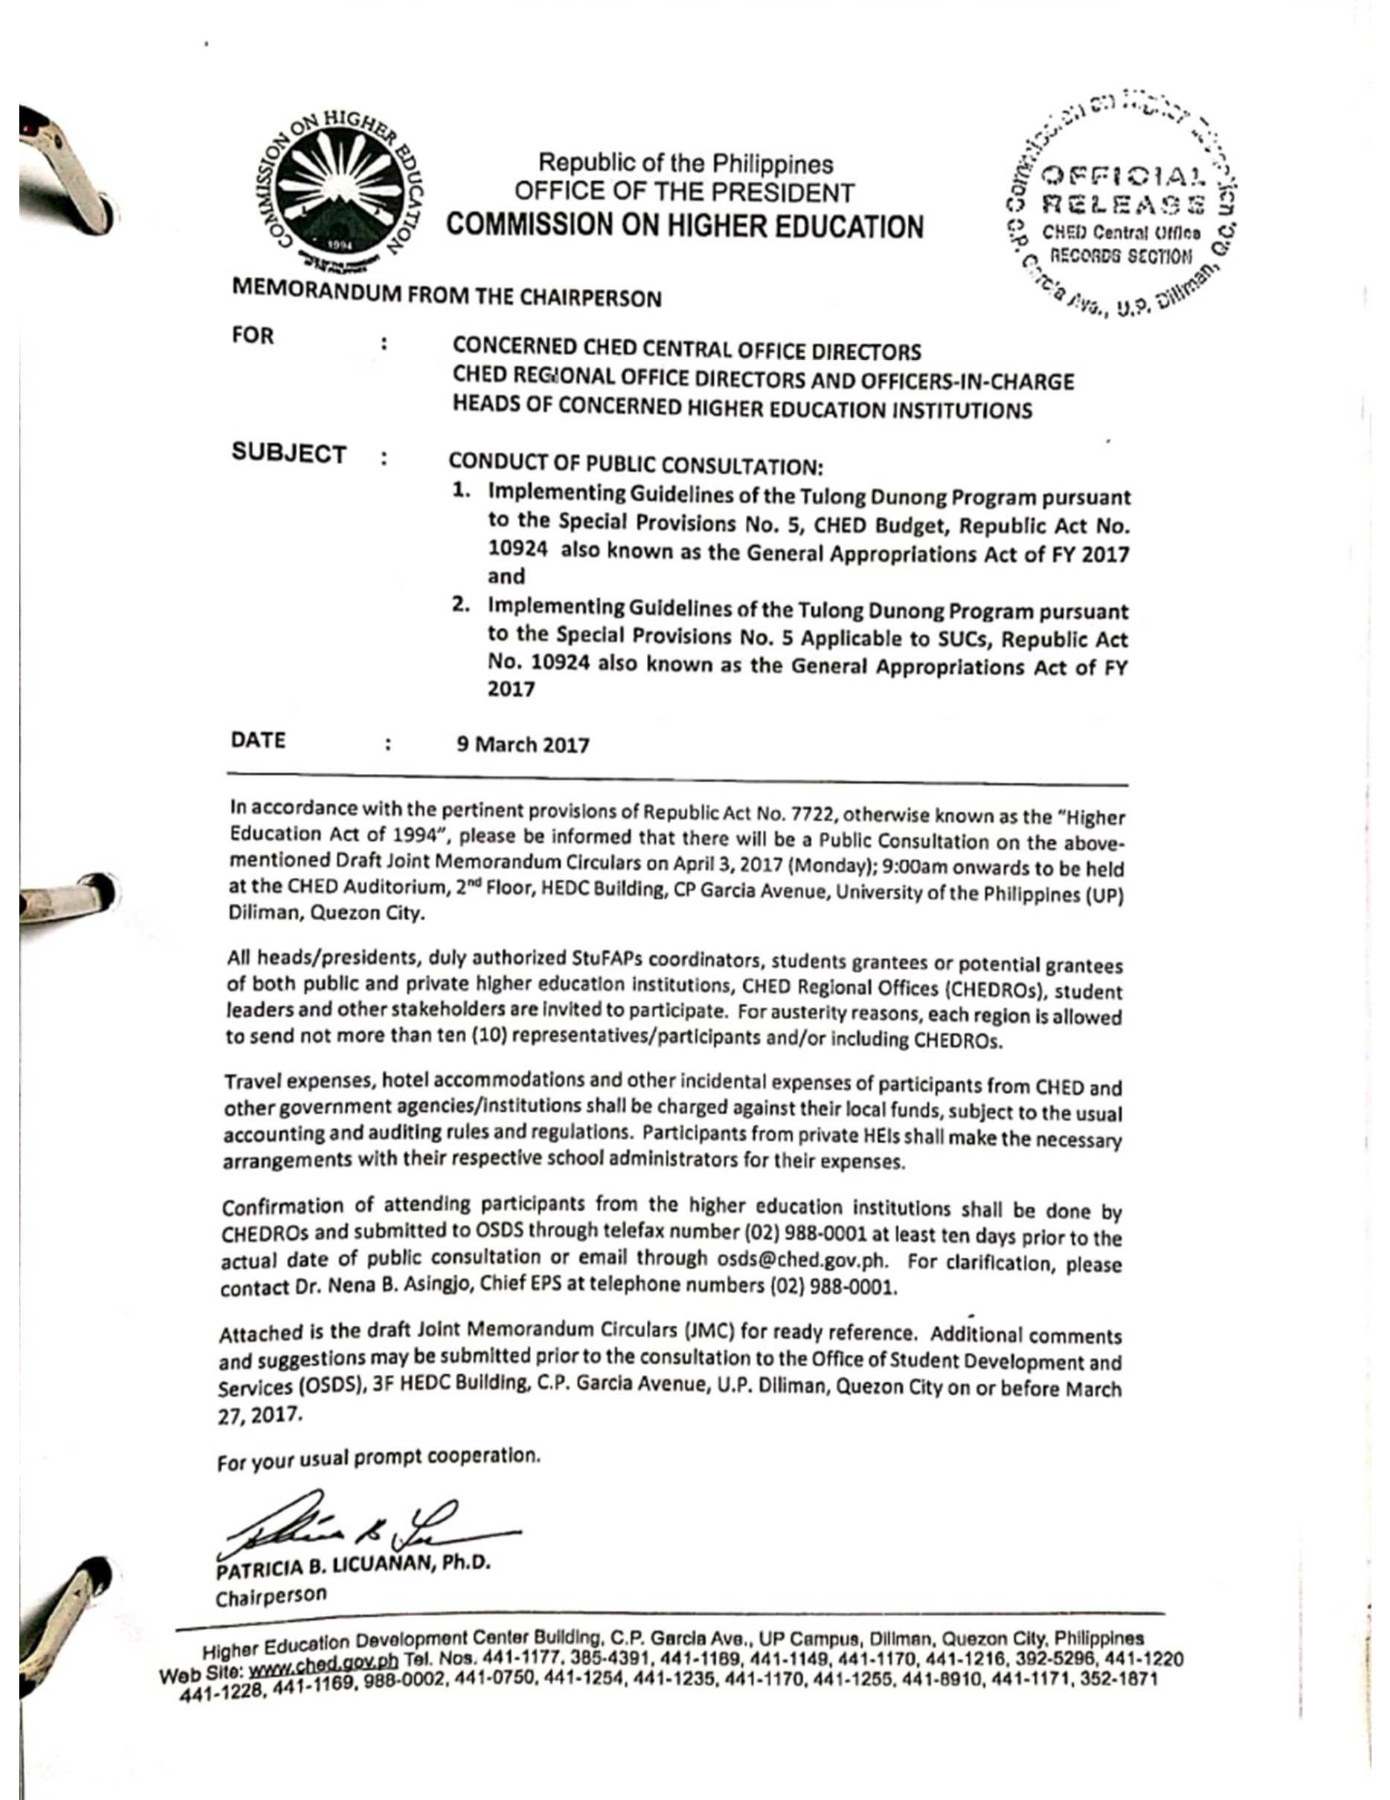 COMMISSION ON HIGHER EDUCATION
1994
OFFICE OF THE PRESIDENT
OF THE PHILIPPINES
Republic of the Philippines
OFFICE OF THE PRESIDENT
COMMISSION ON HIGHER EDUCATION
Commission on Higher Education
OFFICIAL
RELEASE
CHED Central Office
RECORDS SECTION
C.P. Garcia Ave., U.P. Diliman, Q.C.
MEMORANDUM FROM THE CHAIRPERSON
FOR : CONCERNED CHED CENTRAL OFFICE DIRECTORS
CHED REGIONAL OFFICE DIRECTORS AND OFFICERS-IN-CHARGE
HEADS OF CONCERNED HIGHER EDUCATION INSTITUTIONS
SUBJECT : CONDUCT OF PUBLIC CONSULTATION:
1. Implementing Guidelines of the Tulong Dunong Program pursuant
to the Special Provisions No. 5, CHED Budget, Republic Act No.
10924 also known as the General Appropriations Act of FY 2017
and
2. Implementing Guidelines of the Tulong Dunong Program pursuant
to the Special Provisions No. 5 Applicable to SUCs, Republic Act
No. 10924 also known as the General Appropriations Act of FY
2017
DATE : 9 March 2017
In accordance with the pertinent provisions of Republic Act No. 7722, otherwise known as the "Higher
Education Act of 1994", please be informed that there will be a Public Consultation on the above-
mentioned Draft Joint Memorandum Circulars on April 3, 2017 (Monday); 9:00am onwards to be held
at the CHED Auditorium, 2nd Floor, HEDC Building, CP Garcia Avenue, University of the Philippines (UP)
Diliman, Quezon City.
All heads/presidents, duly authorized StuFAPs coordinators, students grantees or potential grantees
of both public and private higher education institutions, CHED Regional Offices (CHEDROs), student
leaders and other stakeholders are invited to participate. For austerity reasons, each region is allowed
to send not more than ten (10) representatives/participants and/or including CHEDROs.
Travel expenses, hotel accommodations and other incidental expenses of participants from CHED and
other government agencies/institutions shall be charged against their local funds, subject to the usual
accounting and auditing rules and regulations. Participants from private HEIs shall make the necessary
arrangements with their respective school administrators for their expenses.
Confirmation of attending participants from the higher education institutions shall be done by
CHEDROs and submitted to OSDS through telefax number (02) 988-0001 at least ten days prior to the
actual date of public consultation or email through osds@ched.gov.ph. For clarification, please
contact Dr. Nena B. Asingjo, Chief EPS at telephone numbers (02) 988-0001.
Attached is the draft Joint Memorandum Circulars (JMC) for ready reference. Additional comments
and suggestions may be submitted prior to the consultation to the Office of Student Development and
Services (OSDS), 3F HEDC Building, C.P. Garcia Avenue, U.P. Diliman, Quezon City on or before March
27, 2017.
For your usual prompt cooperation.
PATRICIA B. LICUANAN, Ph.D.
Chairperson
Higher Education Development Center Building, C.P. Garcia Ave., UP Campus, Diliman, Quezon City, Philippines
Web Site: www.ched.gov.ph Tel. Nos. 441-1177, 385-4391, 441-1169, 441-1149, 441-1170, 441-1216, 392-5296, 441-1220
441-1228, 441-1169, 988-0002, 441-0750, 441-1254, 441-1235, 441-1170, 441-1255, 441-8910, 441-1171, 352-1871